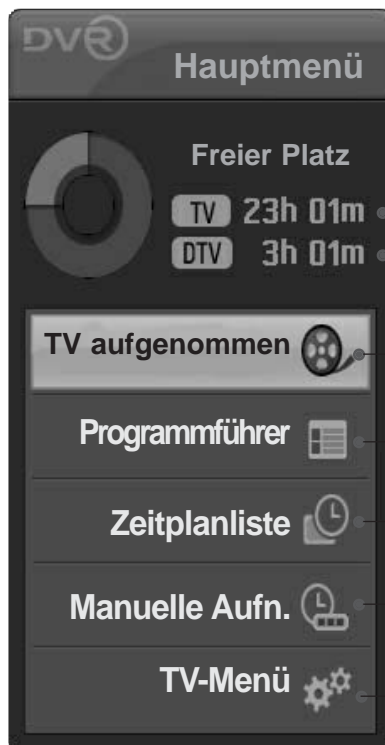 DVR
Hauptmenü
Freier Platz
TV 23h 01m
DTV 3h 01m
TV aufgenommen
Programmführer
Zeitplanliste
Manuelle Aufn.
TV-Menü